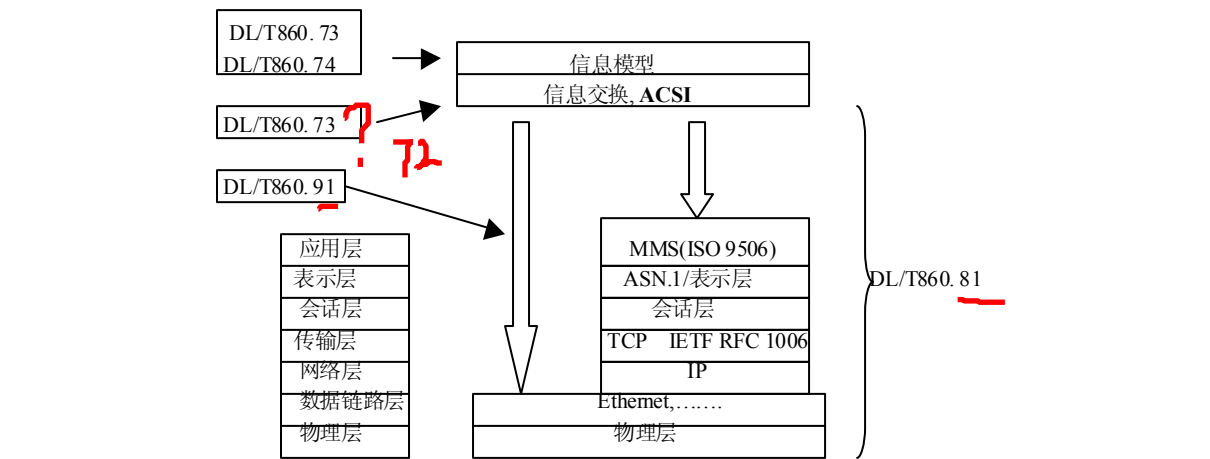 DL/T860. 73
DL/T860. 74
信息模型
信息交换, ACSI
DL/T860. 73
?
72
DL/T860. 91
应用层
表示层
会话层
传输层
网络层
数据链路层
物理层
MMS(ISO 9506)
ASN.1/表示层
会话层
TCP IETF RFC 1006
IP
Ethernet,…….
物理层
DL/T860. 81